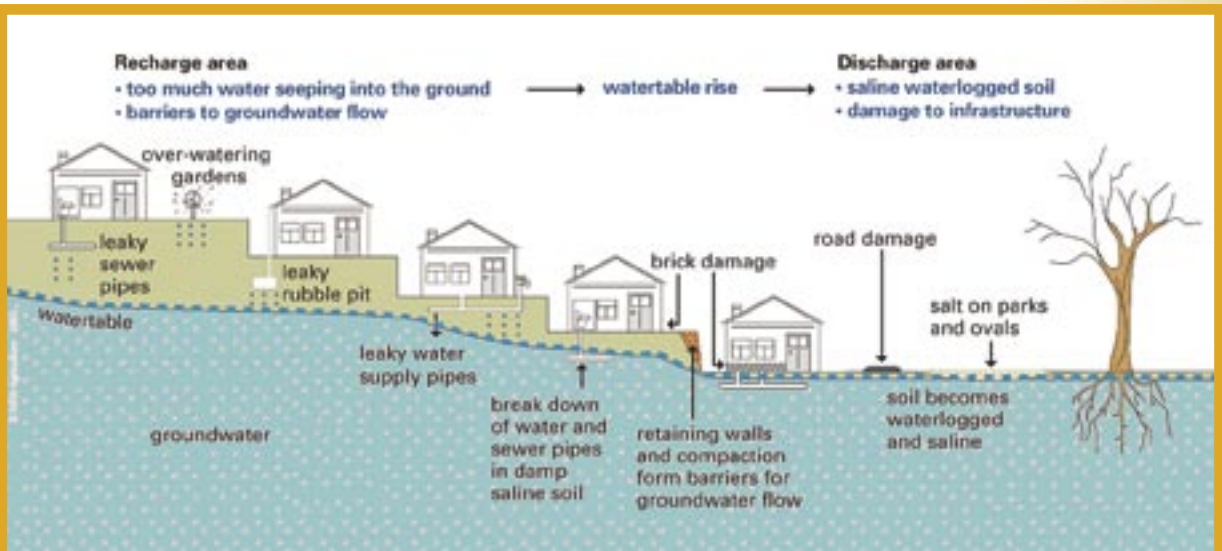 Recharge area
• too much water seeping into the ground
• barriers to groundwater flow
watertable rise
Discharge area
• saline waterlogged soil
• damage to infrastructure
over-watering
gardens
leaky
sewer
pipes
leaky
rubble pit
brick damage
road damage
salt on parks
and ovals
watertable
leaky water
supply pipes
groundwater
break down
of water and
sewer pipes
in damp
saline soil
retaining walls
and compaction
form barriers for
groundwater flow
soil becomes
waterlogged
and saline